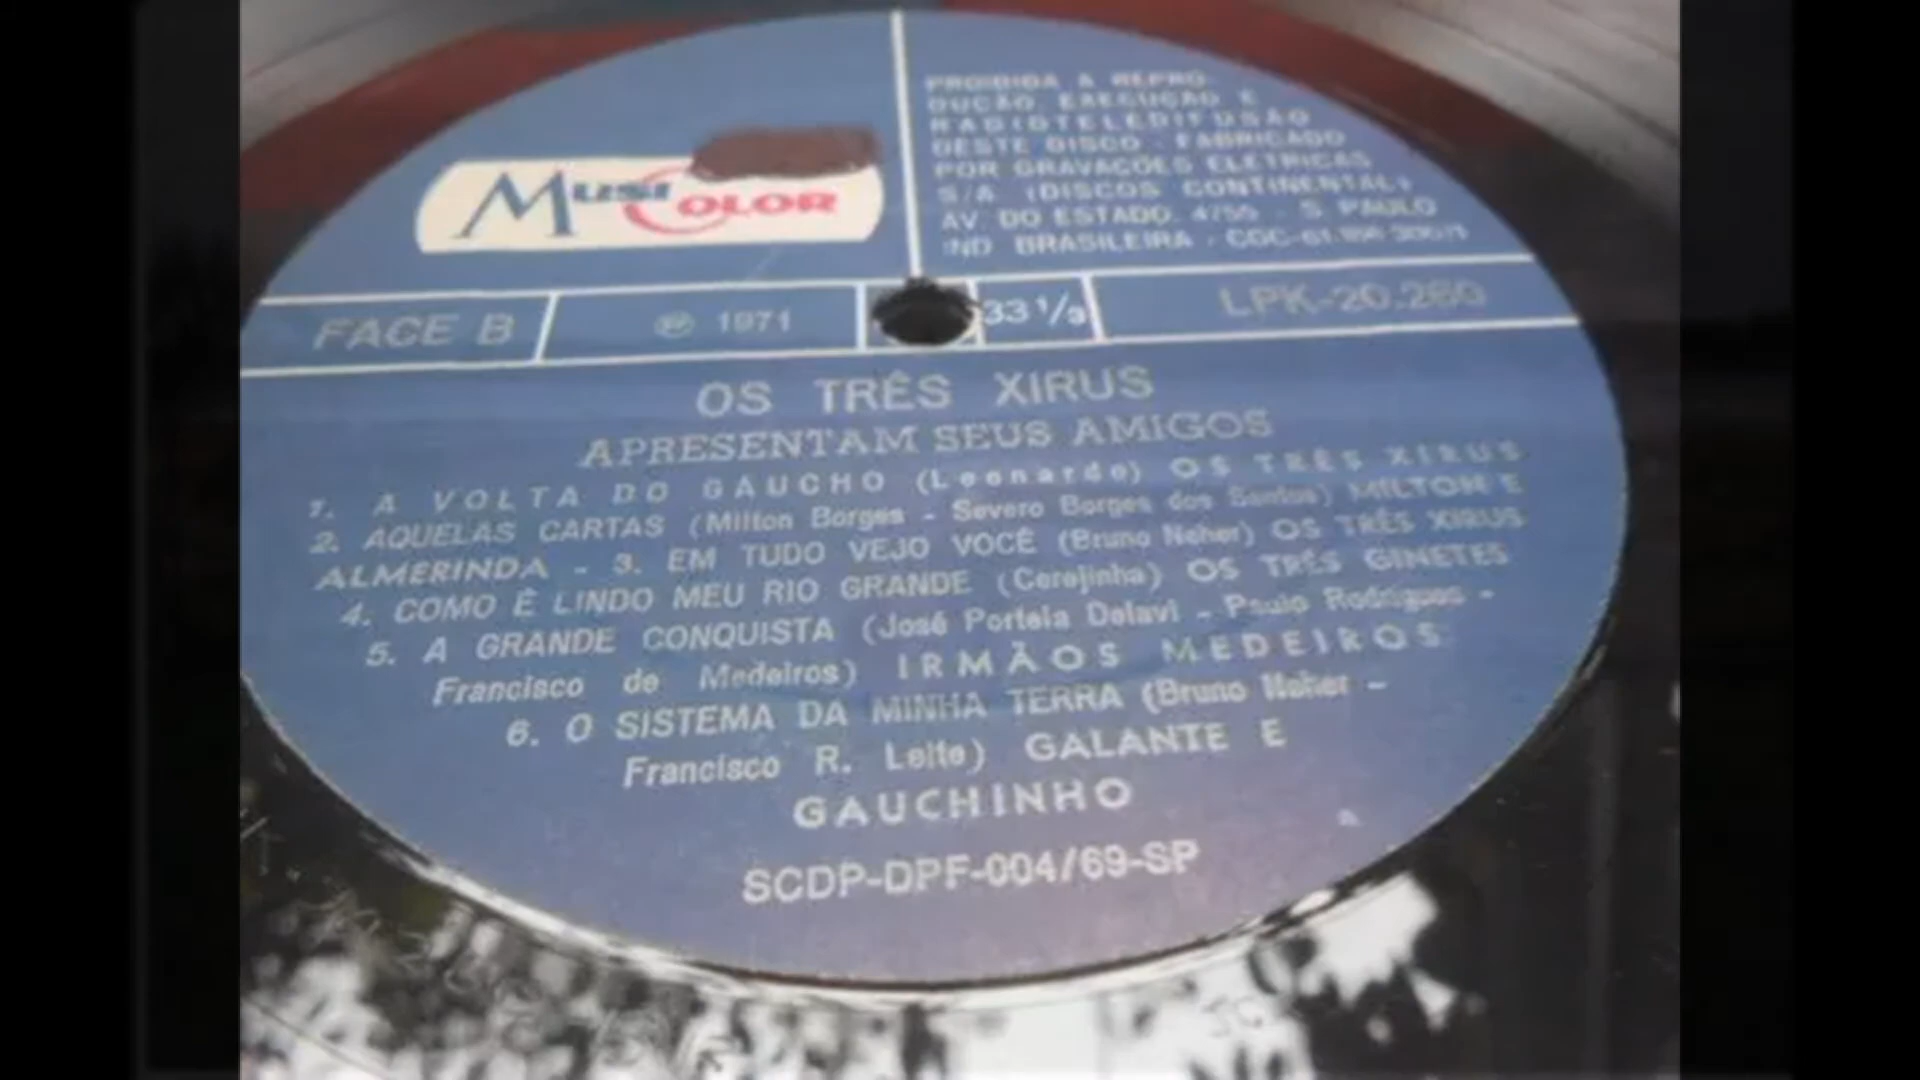 MUSICOLOR
PROIBIDA A REPRO-
DUÇÃO, EXECUÇÃO E
RADIOTELEDIFUSÃO
DESTE DISCO - FABRICADO
POR GRAVAÇÕES ELÉTRICAS
S/A (DISCOS CONTINENTAL)
AV. DO ESTADO, 4755 - S. PAULO
IND BRASILEIRA - CGC-61.
FACE B
℗ 1971
33 1/3
LPK-20.260
OS TRÊS XIRUS
APRESENTAM SEUS AMIGOS
1. A VOLTA DO GAUCHO (Leonardo) OS TRÊS XIRUS
2. AQUELAS CARTAS (Milton Borges - Severo Borges dos Santos) MILTON E
ALMERINDA - 3. EM TUDO VEJO VOCÊ (Bruno Neher) OS TRÊS XIRUS
4. COMO É LINDO MEU RIO GRANDE (Cerejinha) OS TRÊS GINETES
5. A GRANDE CONQUISTA (José Portela Delavi - Paulo Rodrigues -
Francisco de Medeiros) IRMÃOS MEDEIROS
6. O SISTEMA DA MINHA TERRA (Bruno Neher -
Francisco R. Leite) GALANTE E
GAUCHINHO
SCDP-DPF-004/69-SP